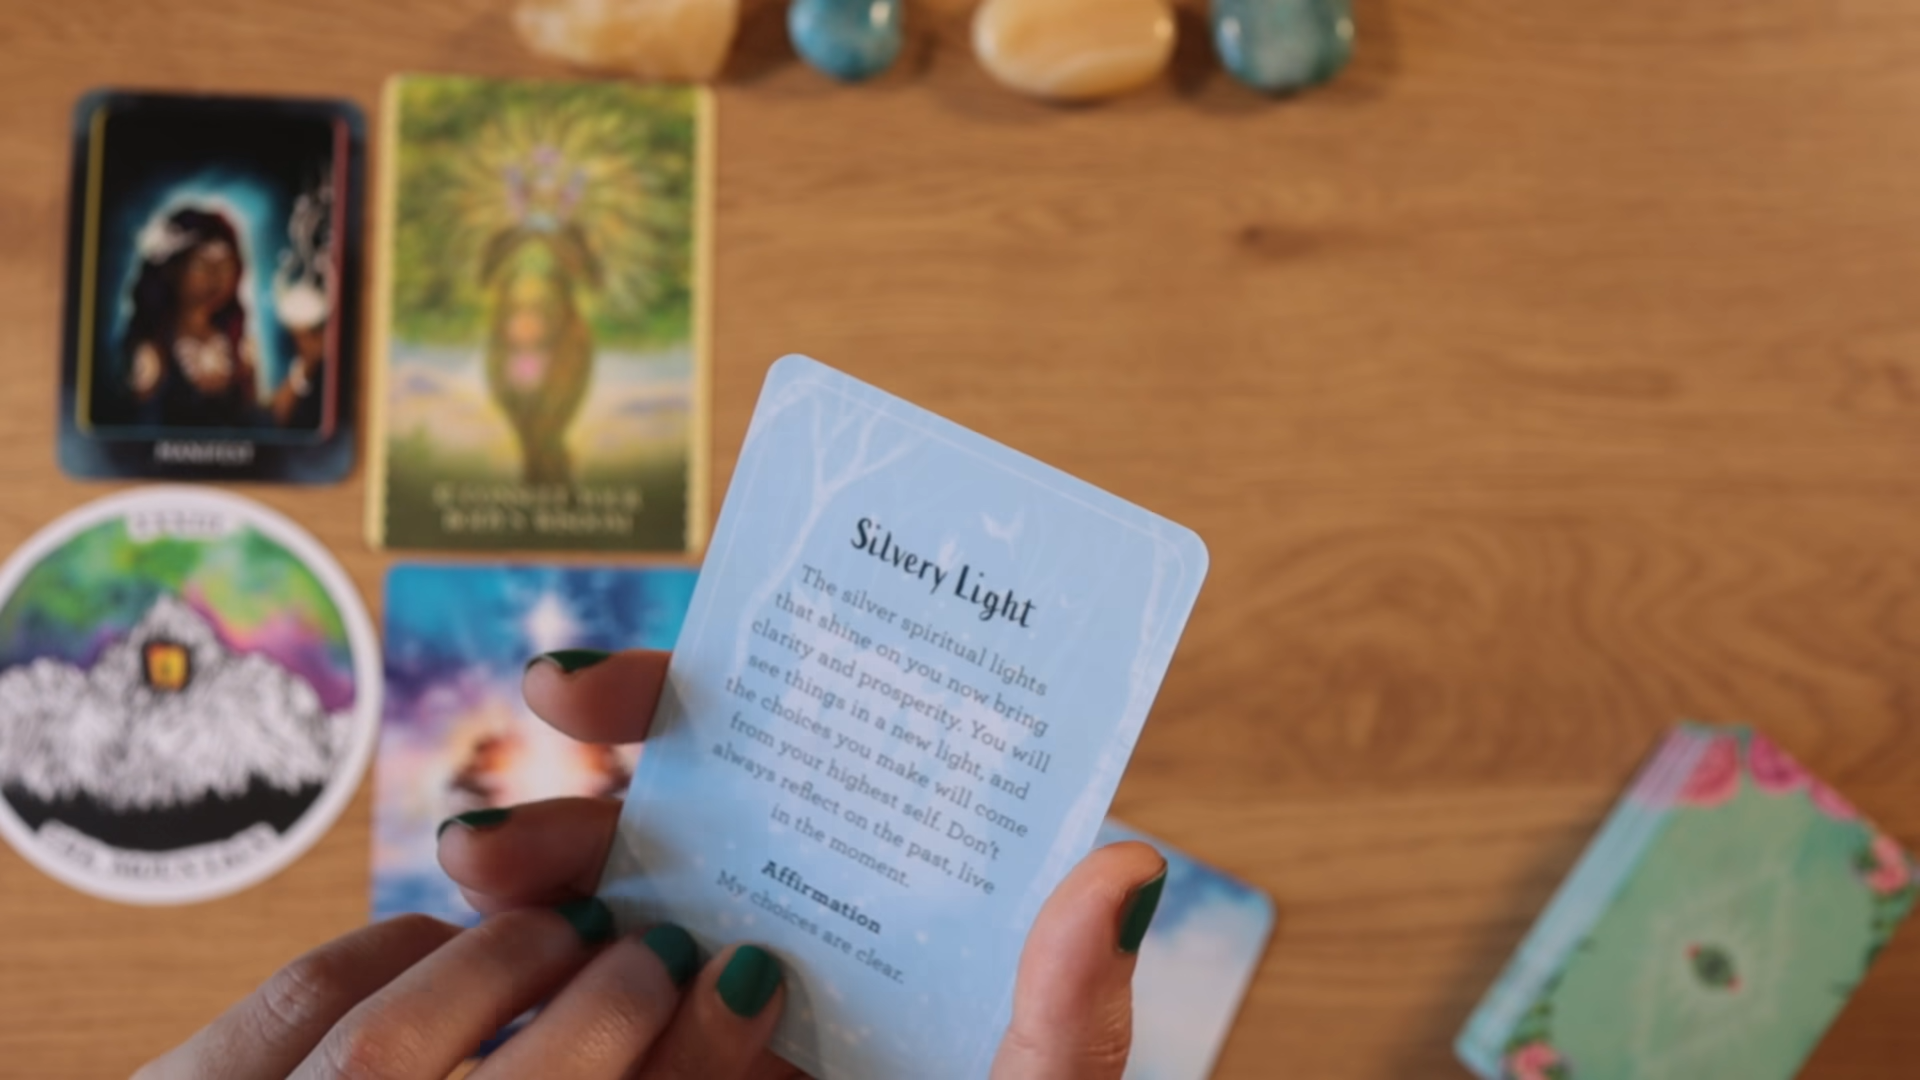 Silvery Light
The silver spiritual lights
that shine on you now bring
clarity and prosperity. You will
see things in a new light, and
the choices you make will come
from your highest self. Don't
always reflect on the past, live
in the moment.
Affirmation
My choices are clear.
MANIFEST